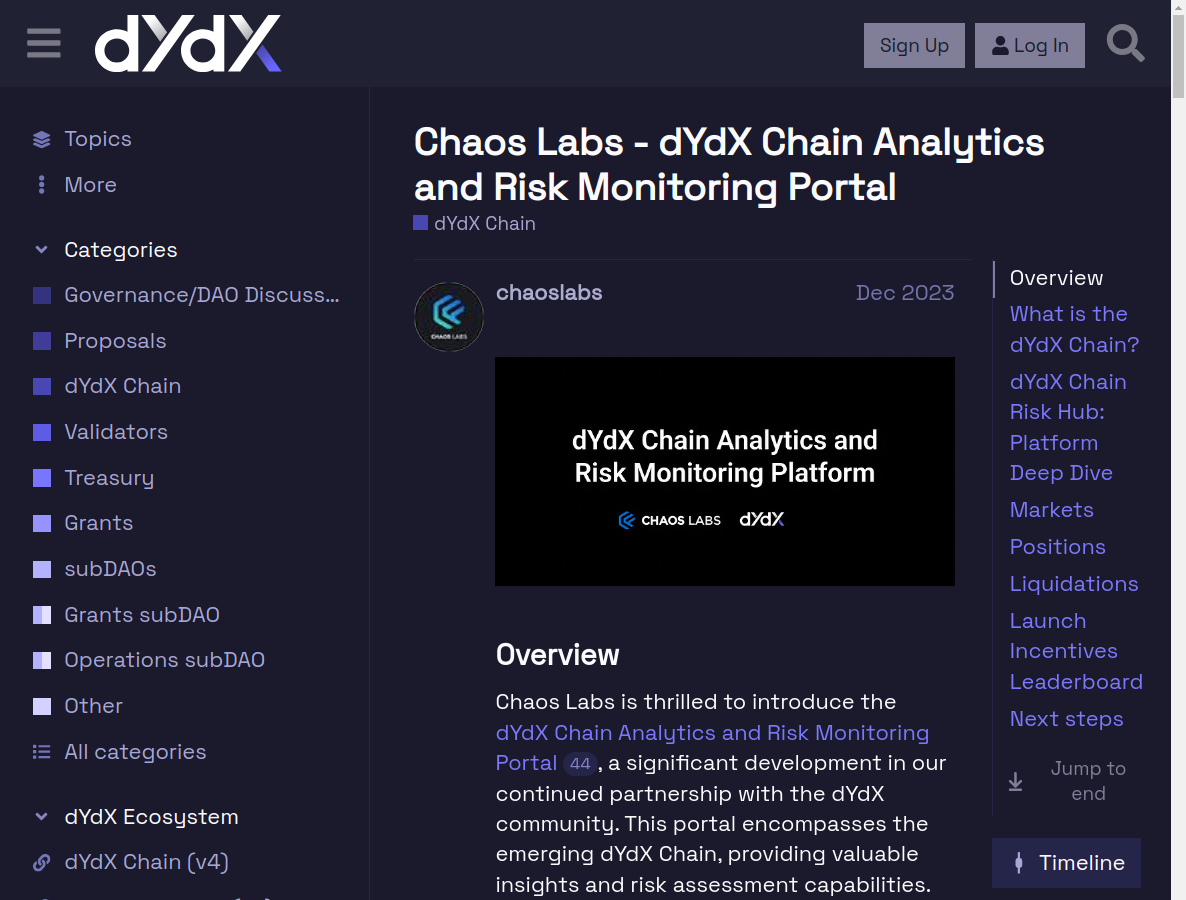 dYdX
Sign Up
Log In
Topics
More
Categories
Governance/DAO Discuss...
Proposals
dYdX Chain
Validators
Treasury
Grants
subDAOs
Grants subDAO
Operations subDAO
Other
All categories
dYdX Ecosystem
dYdX Chain (v4)
Chaos Labs - dYdX Chain Analytics
and Risk Monitoring Portal
dYdX Chain
CHAOS LABS
chaoslabs
Dec 2023
dYdX Chain Analytics and
Risk Monitoring Platform
CHAOS LABS dYdX
Overview
Chaos Labs is thrilled to introduce the
dYdX Chain Analytics and Risk Monitoring
Portal 44, a significant development in our
continued partnership with the dYdX
community. This portal encompasses the
emerging dYdX Chain, providing valuable
insights and risk assessment capabilities.
Overview
What is the
dYdX Chain?
dYdX Chain
Risk Hub:
Platform
Deep Dive
Markets
Positions
Liquidations
Launch
Incentives
Leaderboard
Next steps
Jump to
end
Timeline